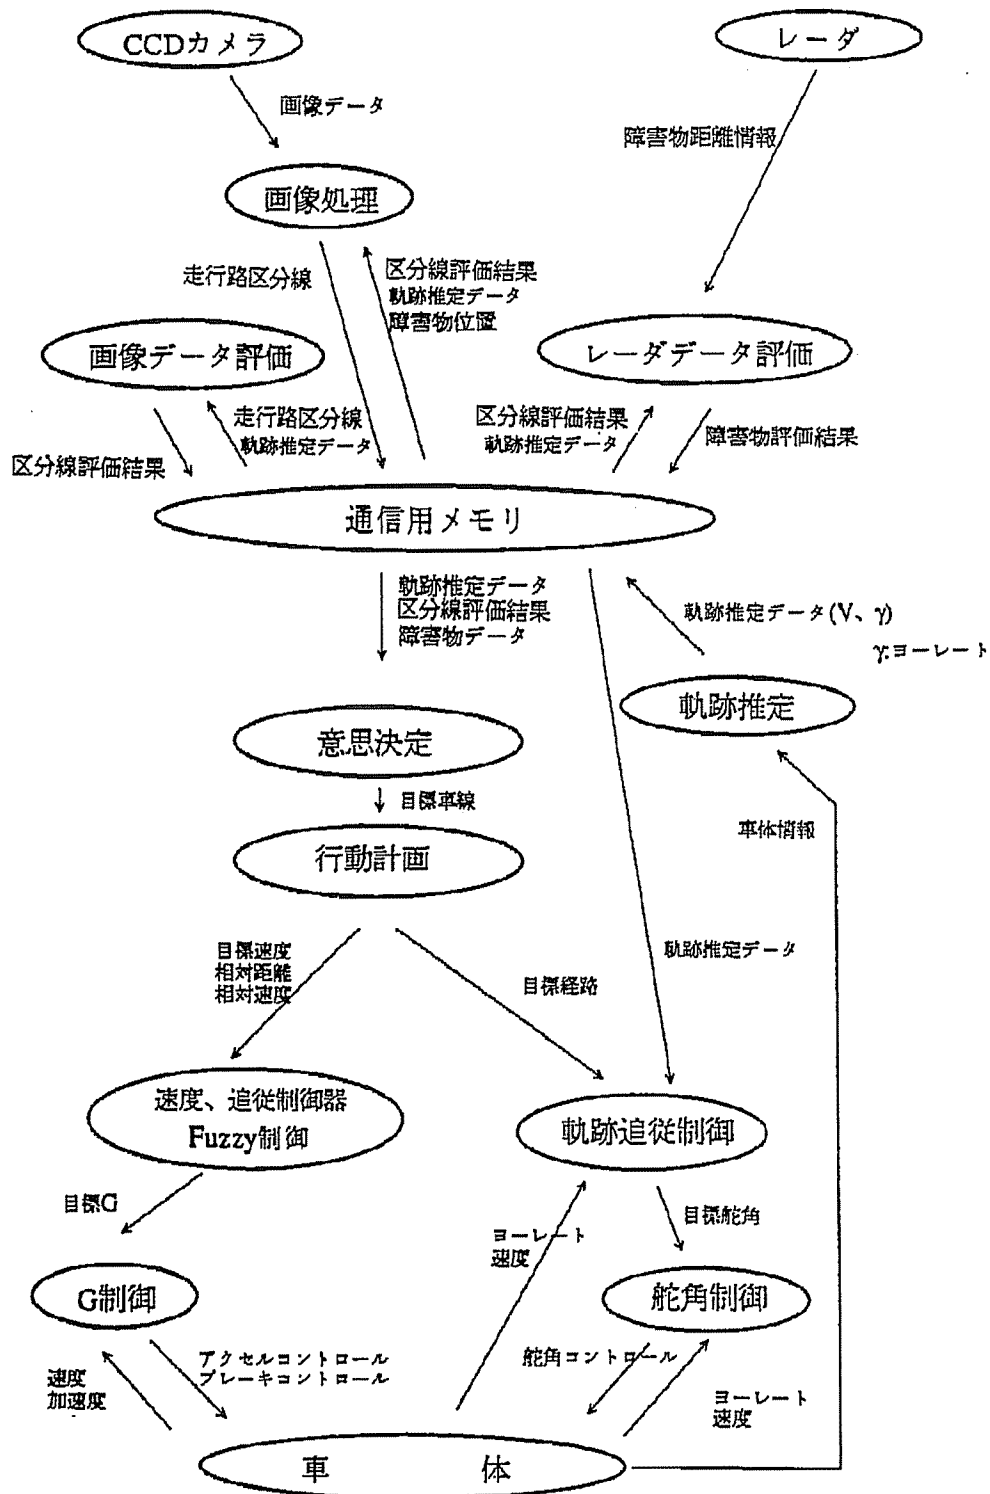 CCDカメラ
レーダ
画像データ
障害物距離情報
画像処理
走行路区分線
区分線評価結果
軌跡推定データ
障害物位置
画像データ評価
レーダデータ評価
走行路区分線
軌跡推定データ
区分線評価結果
軌跡推定データ
障害物評価結果
区分線評価結果
通信用メモリ
軌跡推定データ
区分線評価結果
障害物データ
軌跡推定データ(V、γ)
γ:ヨーレート
軌跡推定
意思決定
目標車線
車体情報
行動計画
目標速度
相対距離
相対速度
目標経路
軌跡推定データ
速度、追従制御器
Fuzzy制御
軌跡追従制御
目標G
ヨーレート
速度
目標舵角
G制御
舵角制御
アクセルコントロール
ブレーキコントロール
舵角コントロール
速度
加速度
ヨーレート
速度
車 体